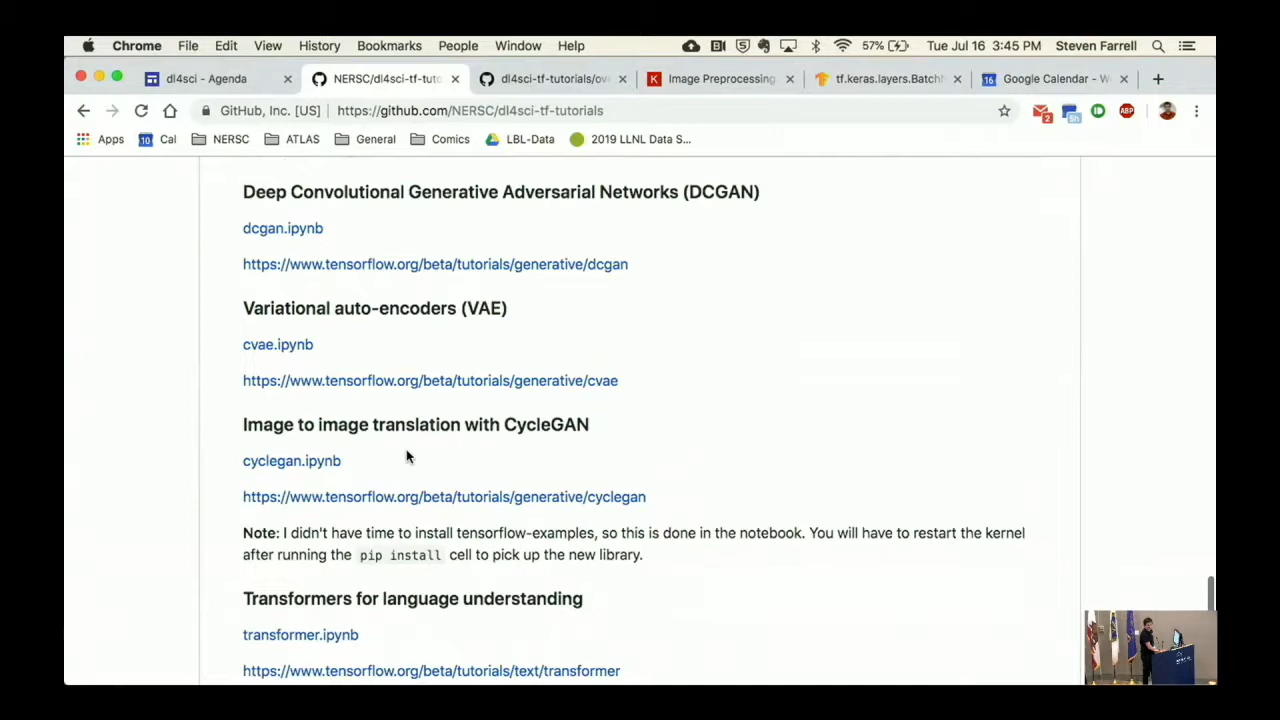 Chrome File Edit View History Bookmarks People Window Help 57% Tue Jul 16 3:45 PM Steven Farrell
dl4sci - Agenda NERSC/dl4sci-tf-tuto dl4sci-tf-tutorials/ov Image Preprocessing tf.keras.layers.Batchh Google Calendar - W
GitHub, Inc. [US] https://github.com/NERSC/dl4sci-tf-tutorials
Apps Cal NERSC ATLAS General Comics LBL-Data 2019 LLNL Data S...
Deep Convolutional Generative Adversarial Networks (DCGAN)
dcgan.ipynb
https://www.tensorflow.org/beta/tutorials/generative/dcgan
Variational auto-encoders (VAE)
cvae.ipynb
https://www.tensorflow.org/beta/tutorials/generative/cvae
Image to image translation with CycleGAN
cyclegan.ipynb
https://www.tensorflow.org/beta/tutorials/generative/cyclegan
Note: I didn't have time to install tensorflow-examples, so this is done in the notebook. You will have to restart the kernel
after running the pip install cell to pick up the new library.
Transformers for language understanding
transformer.ipynb
https://www.tensorflow.org/beta/tutorials/text/transformer